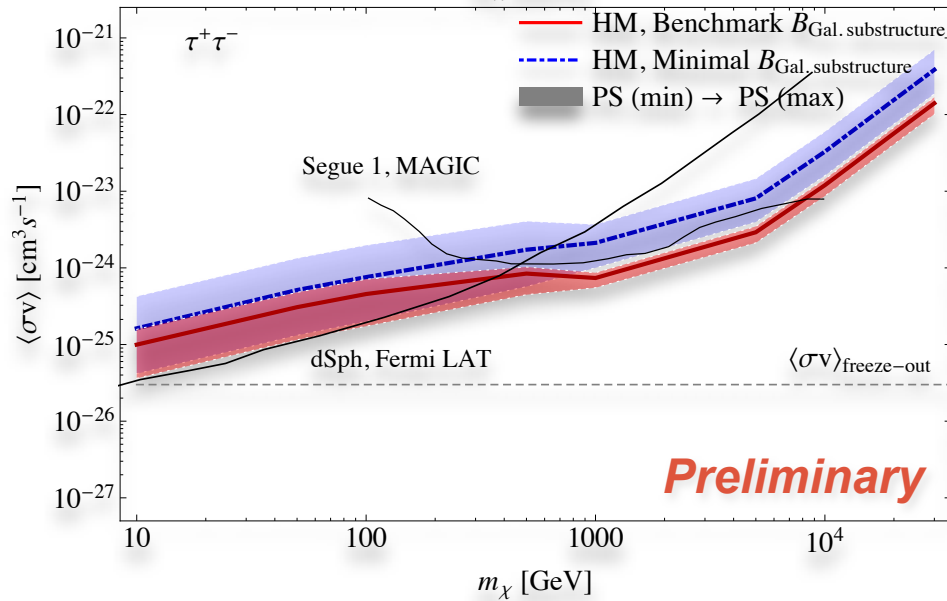 HM, Benchmark B_Gal. substructure
HM, Minimal B_Gal. substructure
PS (min) → PS (max)
τ⁺τ⁻
Segue 1, MAGIC
dSph, Fermi LAT
⟨σv⟩_freeze−out
Preliminary
⟨σv⟩ [cm³s⁻¹]
10⁻²¹
10⁻²²
10⁻²³
10⁻²⁴
10⁻²⁵
10⁻²⁶
10⁻²⁷
10 100 1000 10⁴
m_χ [GeV]